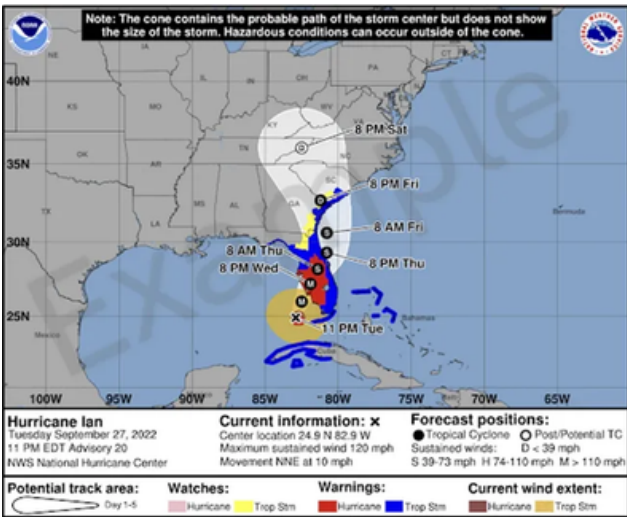 Note: The cone contains the probable path of the storm center but does not show
the size of the storm. Hazardous conditions can occur outside of the cone.
NOAA
40N
35N
30N
25N
100W
95W
90W
85W
80W
75W
70W
65W
NE
IA
IL
IN
OH
PA
CT
KS
MO
KY
WV
VA
OK
AR
TN
NC
TX
LA
MS
AL
GA
SC
Mexico
Cuba
Bahamas
Bermuda
8 PM Sat
8 PM Fri
8 AM Fri
8 PM Thu
8 AM Thu
8 PM Wed
11 PM Tue
D
D
S
S
S
M
M
Example
Hurricane Ian
Tuesday September 27, 2022
11 PM EDT Advisory 20
NWS National Hurricane Center
Current information: x
Center location 24.9 N 82.9 W
Maximum sustained wind 120 mph
Movement NNE at 10 mph
Forecast positions:
Tropical Cyclone Post/Potential TC
Sustained winds: D < 39 mph
S 39-73 mph H 74-110 mph M > 110 mph
Potential track area:
Day 1-5
Watches:
Hurricane Trop Stm
Warnings:
Hurricane Trop Stm
Current wind extent:
Hurricane Trop Stm